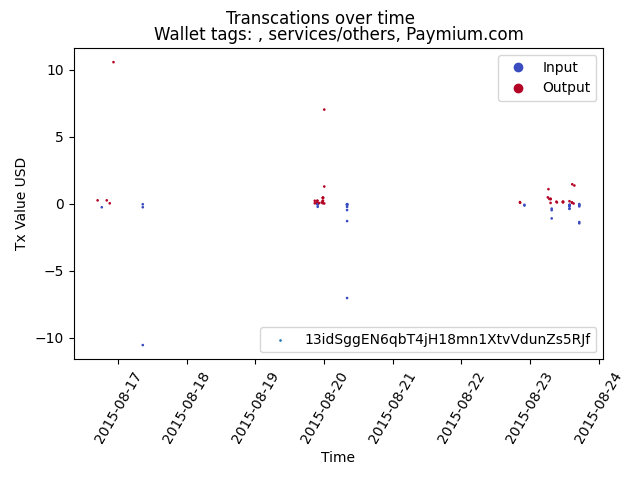 Transcations over time
Wallet tags: , services/others, Paymium.com
Input
Output
10
5
0
−5
−10
Tx Value USD
13idSggEN6qbT4jH18mn1XtvVdunZs5RJf
2015-08-17
2015-08-18
2015-08-19
2015-08-20
2015-08-21
2015-08-22
2015-08-23
2015-08-24
Time